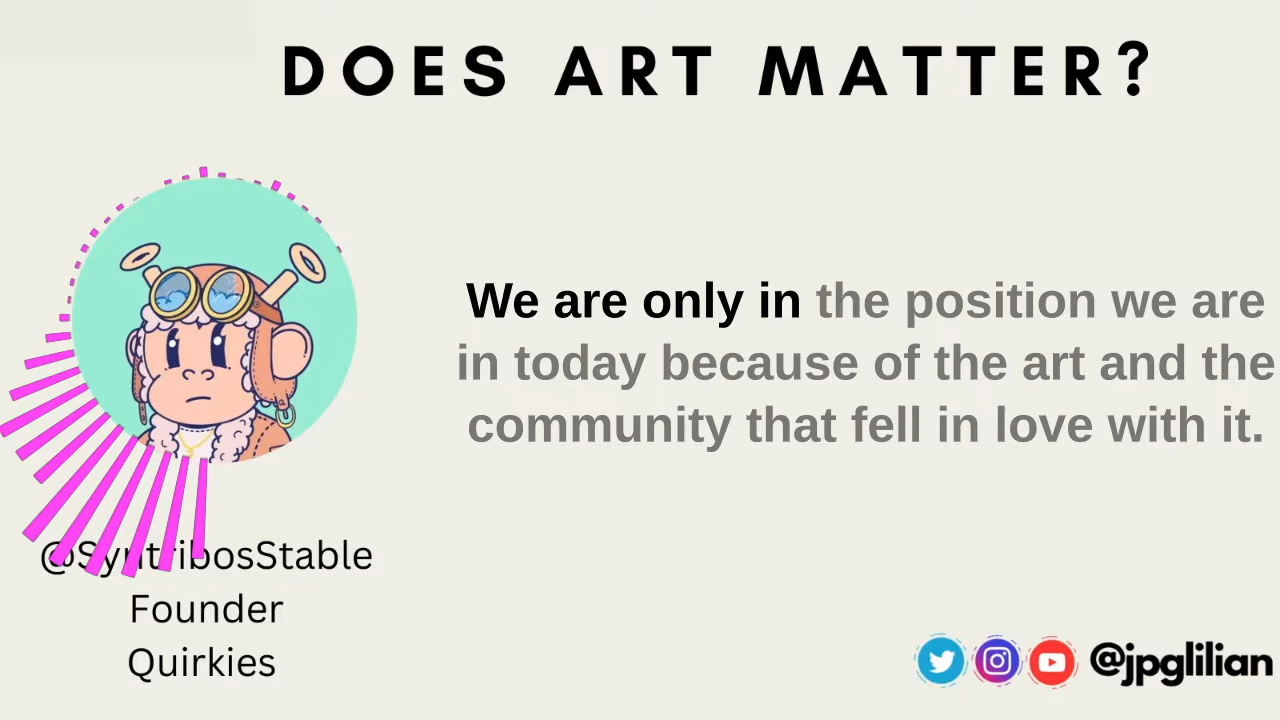 DOES ART MATTER?
We are only in the position we are
in today because of the art and the
community that fell in love with it.
@SyntribosStable
Founder
Quirkies
@jpglilian